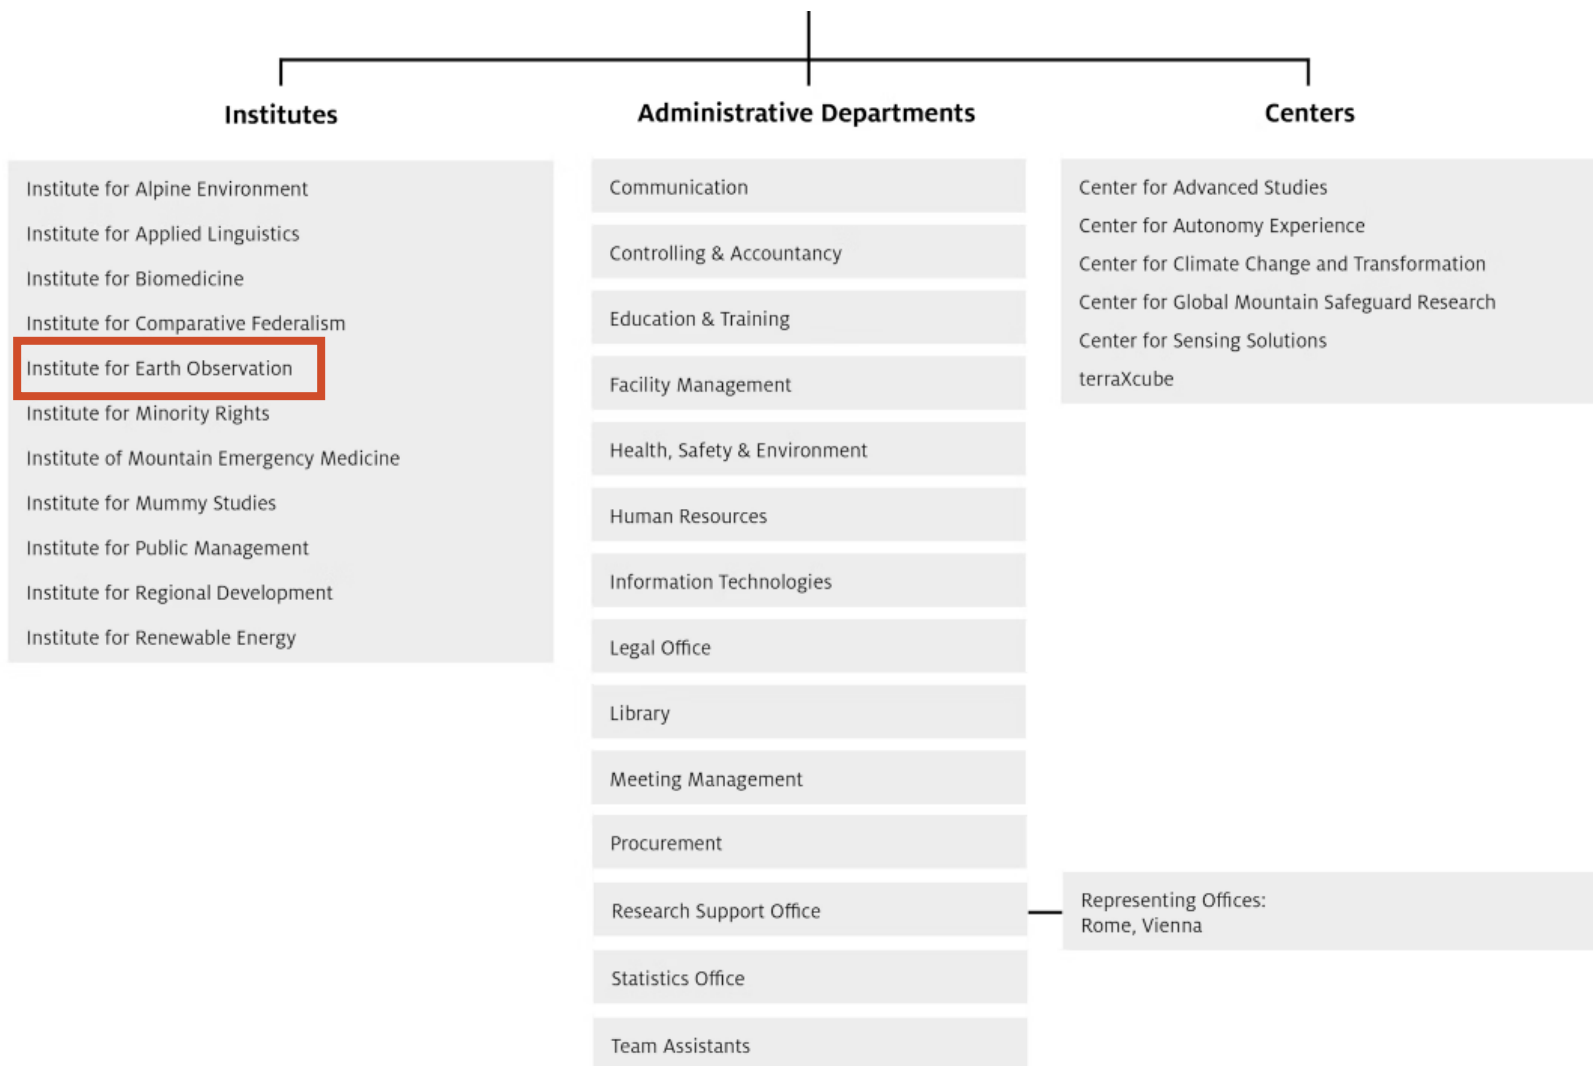 Institutes
Institute for Alpine Environment
Institute for Applied Linguistics
Institute for Biomedicine
Institute for Comparative Federalism
Institute for Earth Observation
Institute for Minority Rights
Institute of Mountain Emergency Medicine
Institute for Mummy Studies
Institute for Public Management
Institute for Regional Development
Institute for Renewable Energy
Administrative Departments
Communication
Controlling & Accountancy
Education & Training
Facility Management
Health, Safety & Environment
Human Resources
Information Technologies
Legal Office
Library
Meeting Management
Procurement
Research Support Office
Statistics Office
Team Assistants
Centers
Center for Advanced Studies
Center for Autonomy Experience
Center for Climate Change and Transformation
Center for Global Mountain Safeguard Research
Center for Sensing Solutions
terraXcube
Representing Offices:
Rome, Vienna